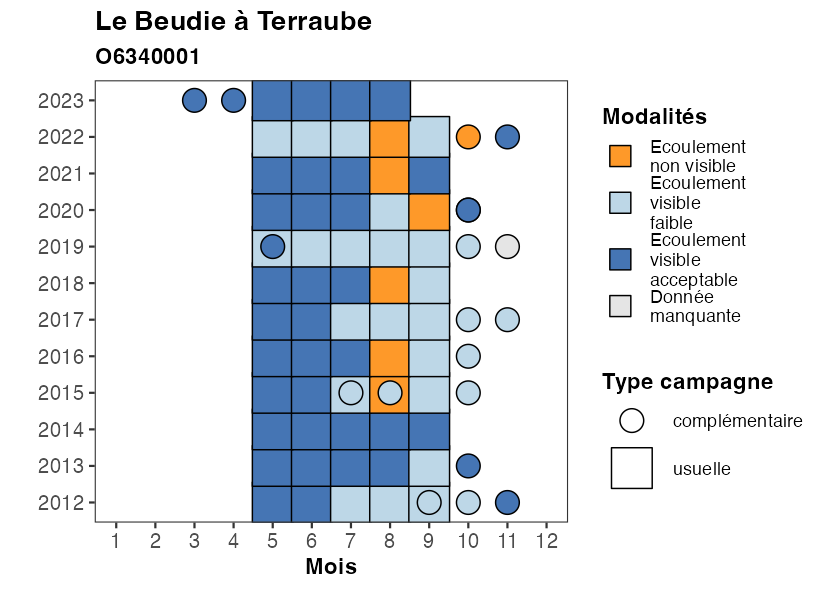 Le Beudie à Terraube
O6340001
2023
2022
2021
2020
2019
2018
2017
2016
2015
2014
2013
2012
1 2 3 4 5 6 7 8 9 10 11 12
Mois
Modalités
Ecoulement
non visible
Ecoulement
visible
faible
Ecoulement
visible
acceptable
Donnée
manquante
Type campagne
complémentaire
usuelle